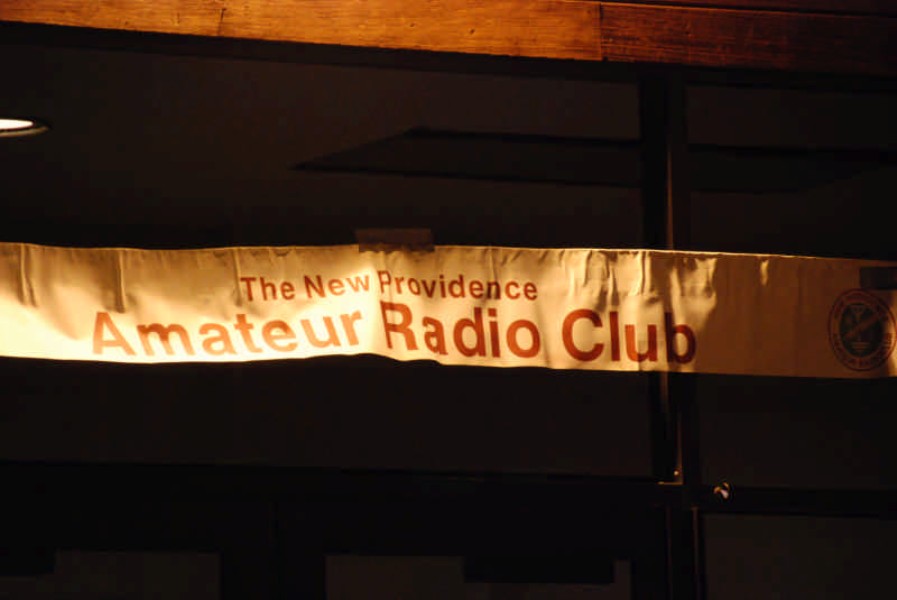 The New Providence
Amateur Radio Club